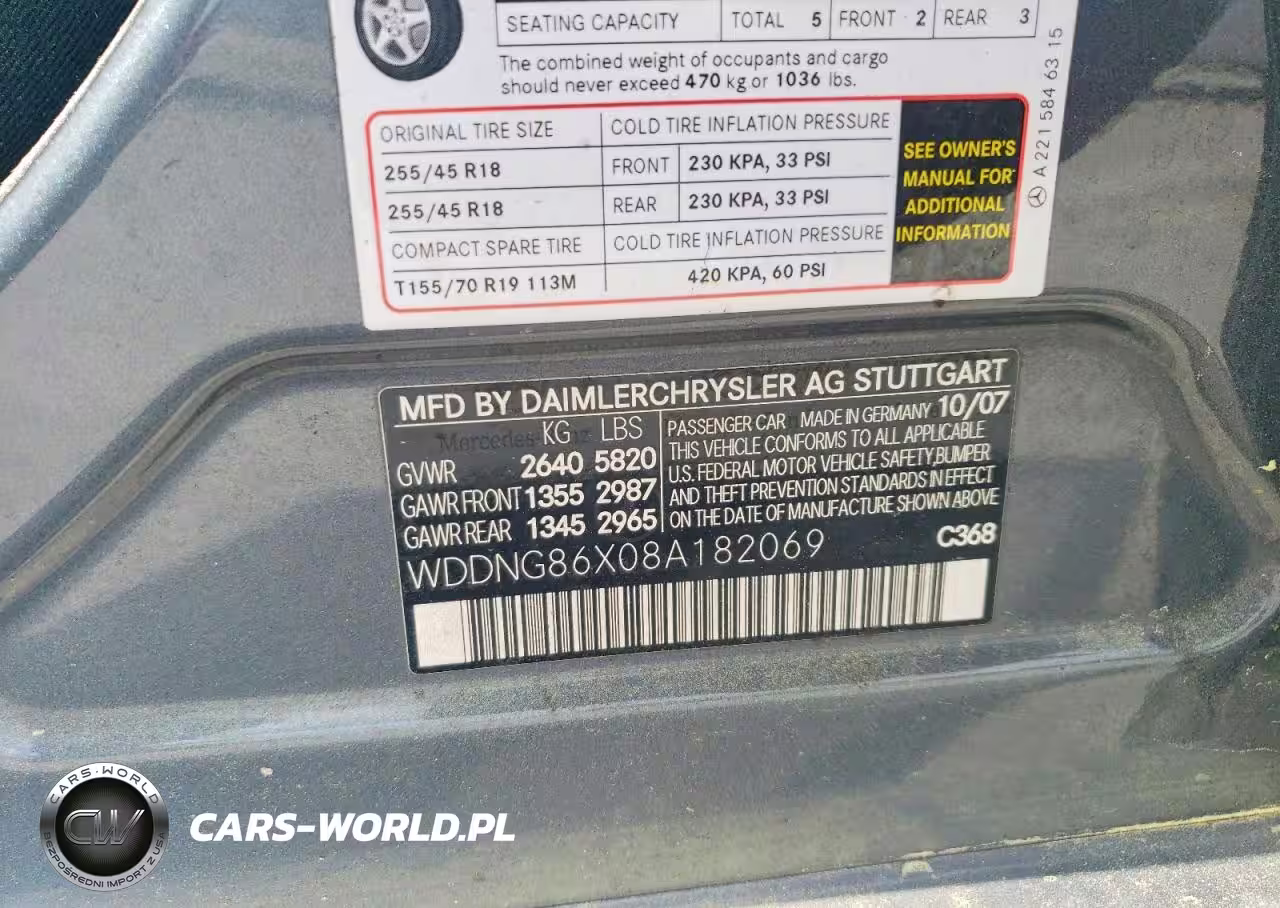 SEATING CAPACITY TOTAL 5 FRONT 2 REAR 3
The combined weight of occupants and cargo
should never exceed 470 kg or 1036 lbs.
ORIGINAL TIRE SIZE COLD TIRE INFLATION PRESSURE
255/45 R18 FRONT 230 KPA, 33 PSI
255/45 R18 REAR 230 KPA, 33 PSI
COMPACT SPARE TIRE COLD TIRE INFLATION PRESSURE
T155/70 R19 113M 420 KPA, 60 PSI
SEE OWNER'S
MANUAL FOR
ADDITIONAL
INFORMATION
A 221 584 63 15
MFD BY DAIMLERCHRYSLER AG STUTTGART
KG LBS
GVWR 2640 5820
GAWR FRONT 1355 2987
GAWR REAR 1345 2965
PASSENGER CAR MADE IN GERMANY 10/07
THIS VEHICLE CONFORMS TO ALL APPLICABLE
U.S. FEDERAL MOTOR VEHICLE SAFETY,BUMPER
AND THEFT PREVENTION STANDARDS IN EFFECT
ON THE DATE OF MANUFACTURE SHOWN ABOVE
WDDNG86X08A182069 C368
CARS-WORLD
CW
BEZPOŚREDNI IMPORT Z USA
CARS-WORLD.PL